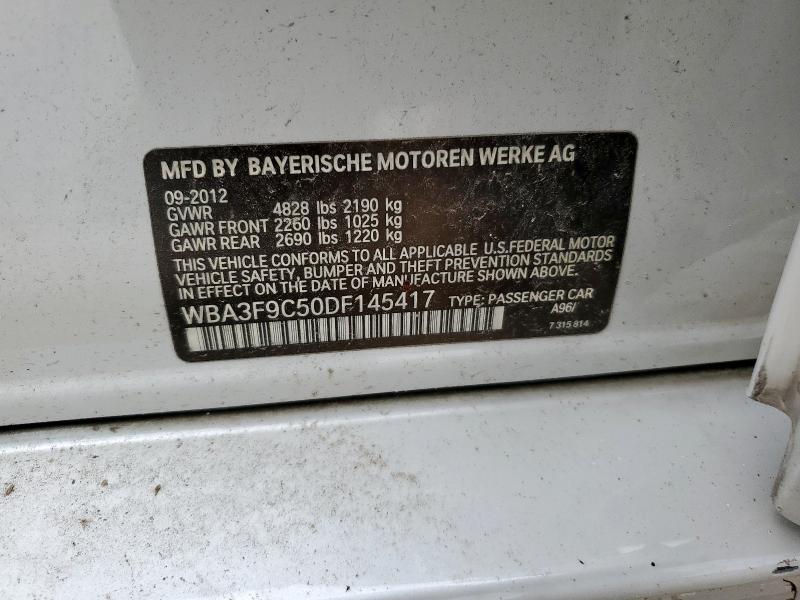 MFD BY BAYERISCHE MOTOREN WERKE AG
09-2012
GVWR 4828 lbs 2190 kg
GAWR FRONT 2260 lbs 1025 kg
GAWR REAR 2690 lbs 1220 kg
THIS VEHICLE CONFORMS TO ALL APPLICABLE U.S.FEDERAL MOTOR
VEHICLE SAFETY, BUMPER AND THEFT PREVENTION STANDARDS
IN EFFECT ON THE DATE OF MANUFACTURE SHOWN ABOVE.
WBA3F9C50DF145417 TYPE: PASSENGER CAR
A96/
7 315 814